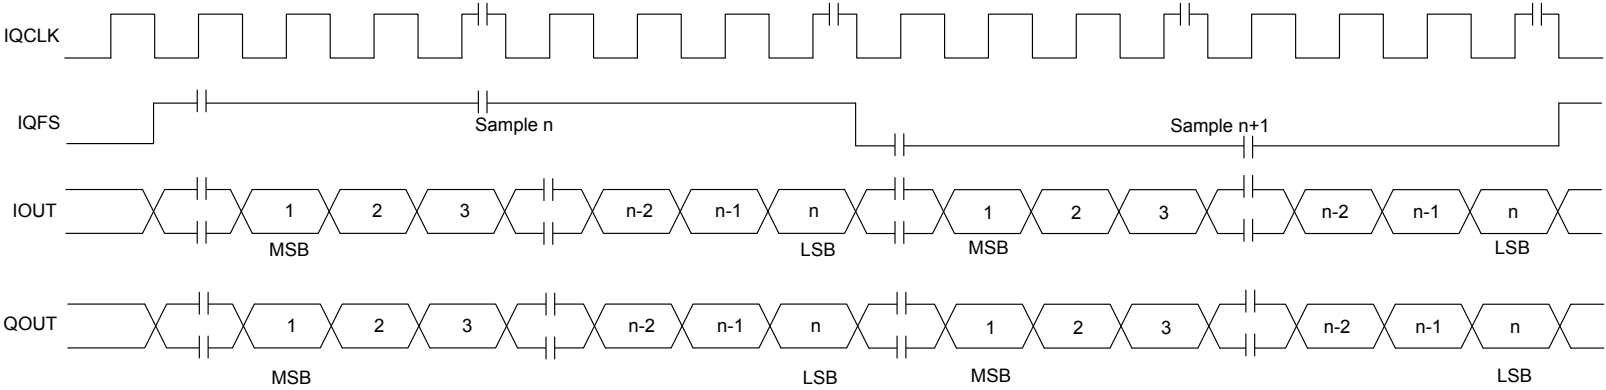 IQCLK
IQFS
Sample n
Sample n+1
IOUT
1 2 3 n-2 n-1 n 1 2 3 n-2 n-1 n
MSB LSB MSB LSB
QOUT
1 2 3 n-2 n-1 n 1 2 3 n-2 n-1 n
MSB LSB MSB LSB